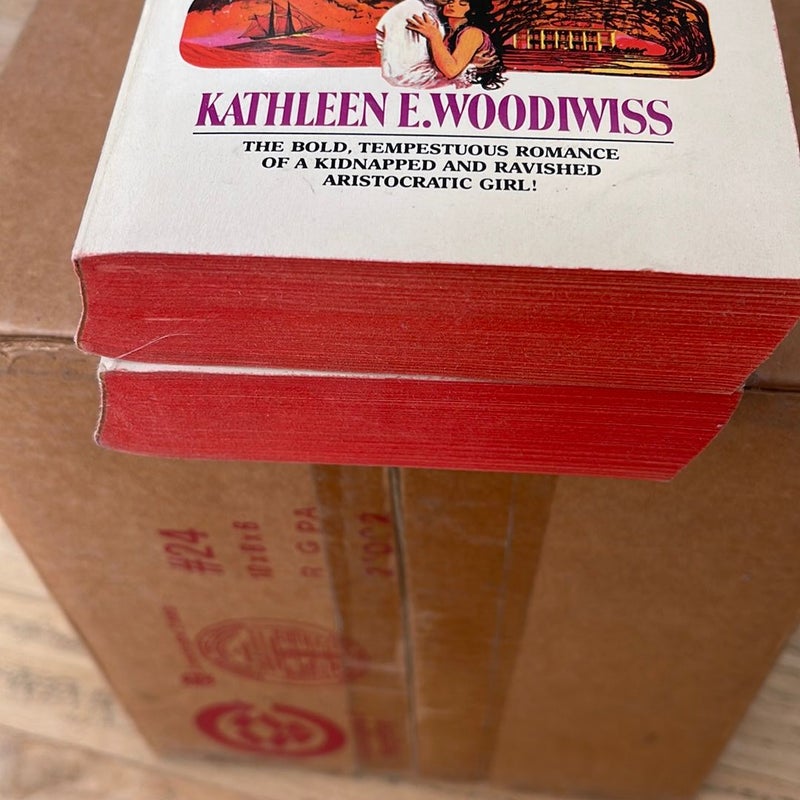 KATHLEEN E. WOODIWISS
THE BOLD, TEMPESTUOUS ROMANCE
OF A KIDNAPPED AND RAVISHED
ARISTOCRATIC GIRL!
#24
R G P A